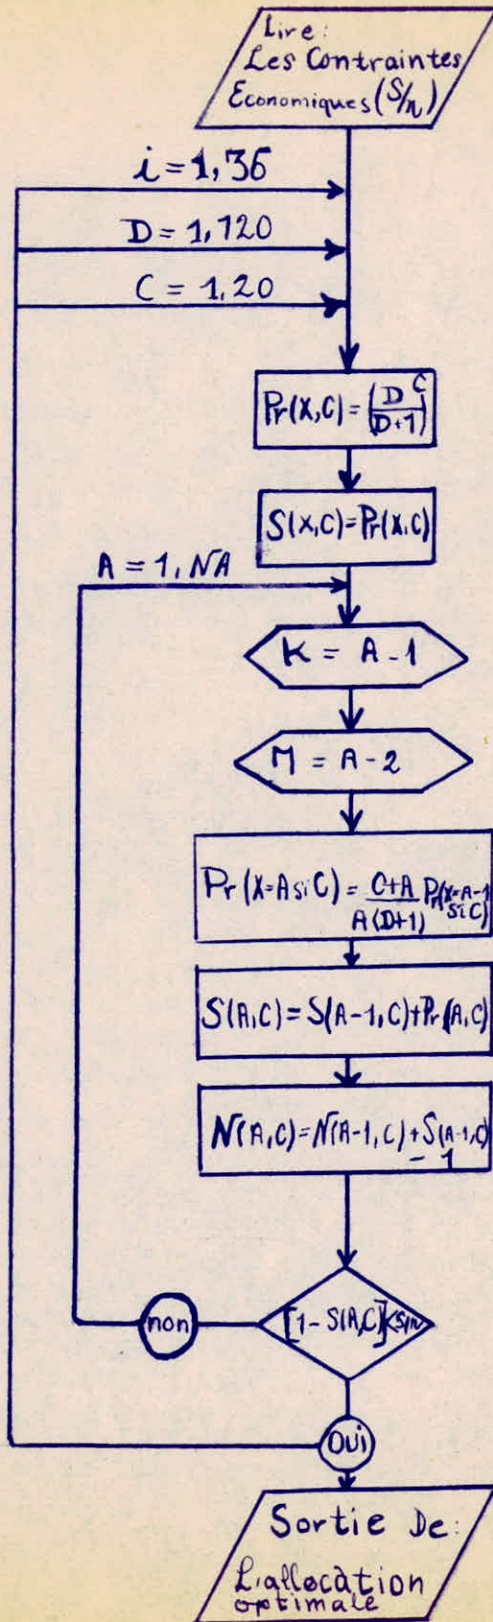 Lire:
Les Contraintes
Economiques (S/n)
i = 1,36
D = 1,120
C = 1,20
Pr(X,C) = (D/D+1)^C
S(X,C) = Pr(X,C)
A = 1, NA
K = A - 1
M = A - 2
Pr (X=A si C) = C+A/A(D+1) Pr(X=A-1 si C)
S(A,C) = S(A-1,C)+Pr(A,C)
N(A,C) = N(A-1,C) + S(A-1,C)
- 1
[1 - S(A,C)] < S/n
non
Oui
Sortie De:
L'allocation
optimale